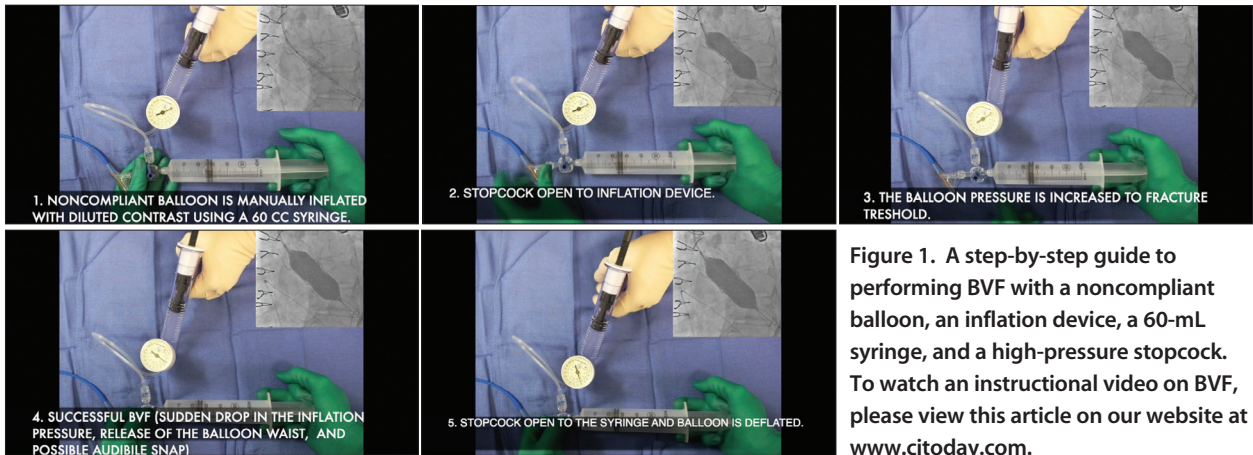 1. NONCOMPLIANT BALLOON IS MANUALLY INFLATED
WITH DILUTED CONTRAST USING A 60 CC SYRINGE.
2. STOPCOCK OPEN TO INFLATION DEVICE.
3. THE BALLOON PRESSURE IS INCREASED TO FRACTURE
TRESHOLD.
4. SUCCESSFUL BVF (SUDDEN DROP IN THE INFLATION
PRESSURE, RELEASE OF THE BALLOON WAIST, AND
POSSIBLE AUDIBILE SNAP)
5. STOPCOCK OPEN TO THE SYRINGE AND BALLOON IS DEFLATED.
Figure 1. A step-by-step guide to
performing BVF with a noncompliant
balloon, an inflation device, a 60-mL
syringe, and a high-pressure stopcock.
To watch an instructional video on BVF,
please view this article on our website at
www.citoday.com.